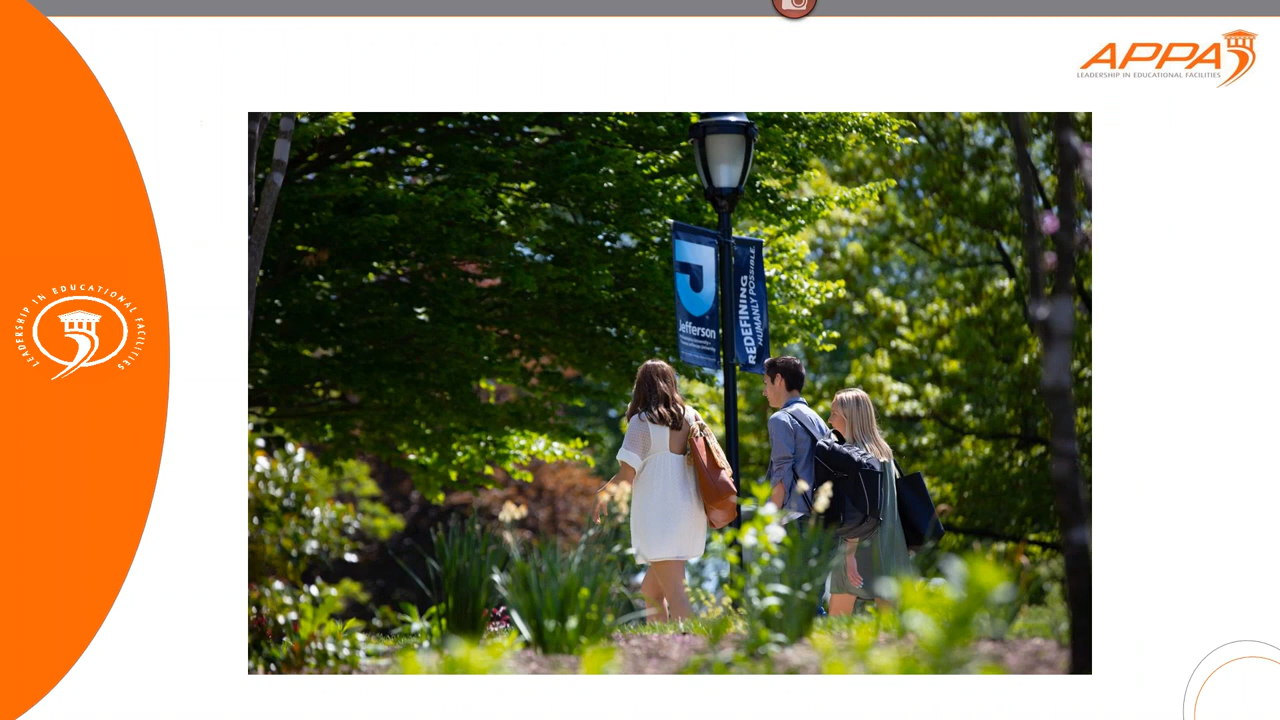 APPA
LEADERSHIP IN EDUCATIONAL FACILITIES
LEADERSHIP IN EDUCATIONAL FACILITIES
Jefferson
REDEFINING
HUMANLY POSSIBLE